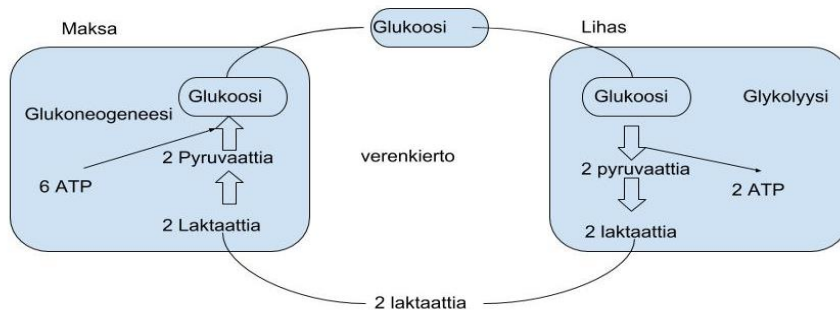 Maksa
Glukoosi
Lihas
Glukoosi
Glukoneogeneesi
2 Pyruvaattia
6 ATP
2 Laktaattia
verenkierto
Glukoosi
Glykolyysi
2 pyruvaattia
2 ATP
2 laktaattia
2 laktaattia